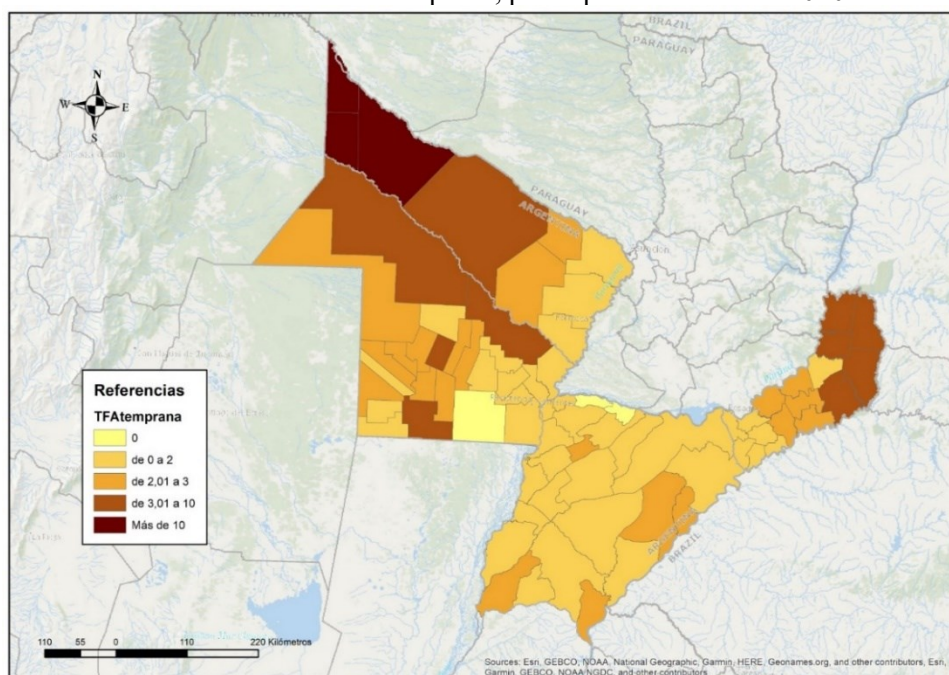 BRAZIL
PARAGUAY
N
W E
S
PARAGUAY
ARGENTINA
Referencias
TFAtemprana
0
de 0 a 2
de 2,01 a 3
de 3,01 a 10
Más de 10
ARGENTINA
BRAZIL
110 55 0 110 220 Kilómetros
Sources: Esri, GEBCO, NOAA, National Geographic, Garmin, HERE, Geonames.org, and other contributors, Esri,
Garmin, GEBCO, NOAA NGDC, and other contributors